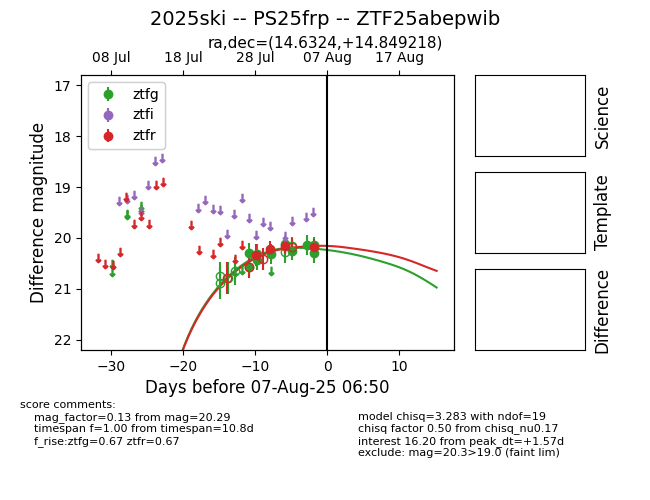 2025ski -- PS25frp -- ZTF25abepwib
ra,dec=(14.6324,+14.849218)
08 Jul 18 Jul 28 Jul 07 Aug 17 Aug
ztfg
ztfi
ztfr
17
18
19
20
21
22
Difference magnitude
−30 −20 −10 0 10
Days before 07-Aug-25 06:50
Science
Template
Difference
score comments:
mag_factor=0.13 from mag=20.29
timespan f=1.00 from timespan=10.8d
f_rise:ztfg=0.67 ztfr=0.67
model chisq=3.283 with ndof=19
chisq factor 0.50 from chisq_nu0.17
interest 16.20 from peak_dt=+1.57d
exclude: mag=20.3>19.0 (faint lim)